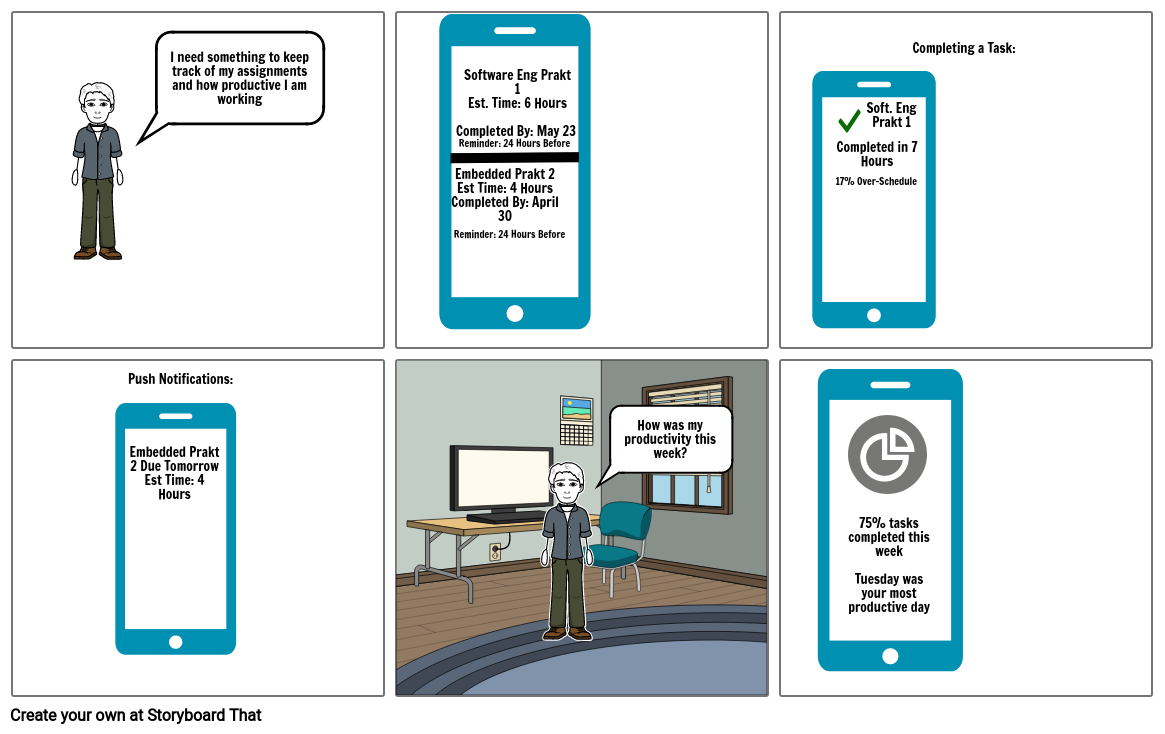 I need something to keep
track of my assignments
and how productive I am
working
Software Eng Prakt
1
Est. Time: 6 Hours
Completed By: May 23
Reminder: 24 Hours Before
Embedded Prakt 2
Est Time: 4 Hours
Completed By: April
30
Reminder: 24 Hours Before
Completing a Task:
Soft. Eng
Prakt 1
Completed in 7
Hours
17% Over-Schedule
Push Notifications:
Embedded Prakt
2 Due Tomorrow
Est Time: 4
Hours
How was my
productivity this
week?
75% tasks
completed this
week
Tuesday was
your most
productive day
Create your own at Storyboard That